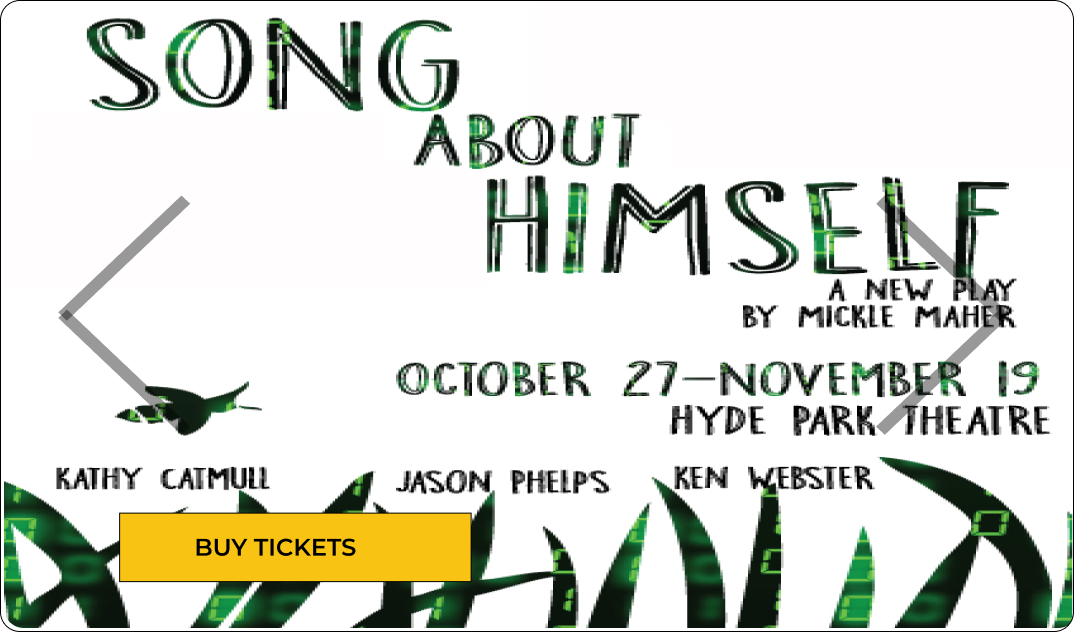 SONG
ABOUT
HIMSELF
A NEW PLAY
BY MICKLE MAHER
OCTOBER 27—NOVEMBER 19
HYDE PARK THEATRE
KATHY CATMULL JASON PHELPS KEN WEBSTER
BUY TICKETS